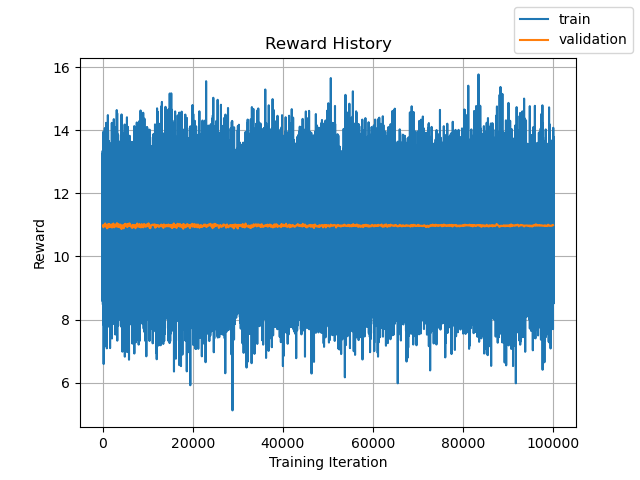 train
validation
Reward History
16
14
12
10
8
6
Reward
0
20000
40000
60000
80000
100000
Training Iteration